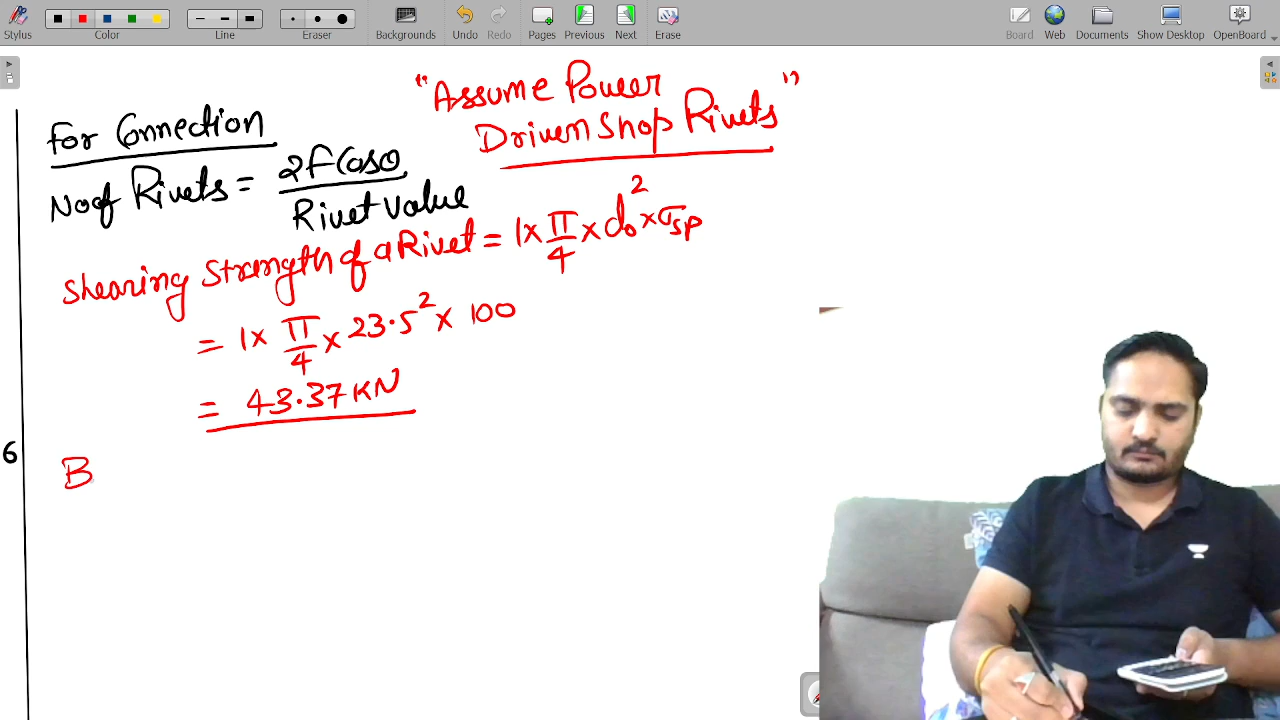 Stylus Color Line Eraser Backgrounds Undo Redo Pages Previous Next Erase Board Web Documents Show Desktop OpenBoard
"Assume Power
Driven Shop Rivets"
For Connection
No of Rivets = 2FCosθ / Rivet Value
Shearing Strength of a Rivet = 1 × π/4 × d₀² × σsp
= 1 × π/4 × 23.5² × 100
= 43.37 KN
6
B